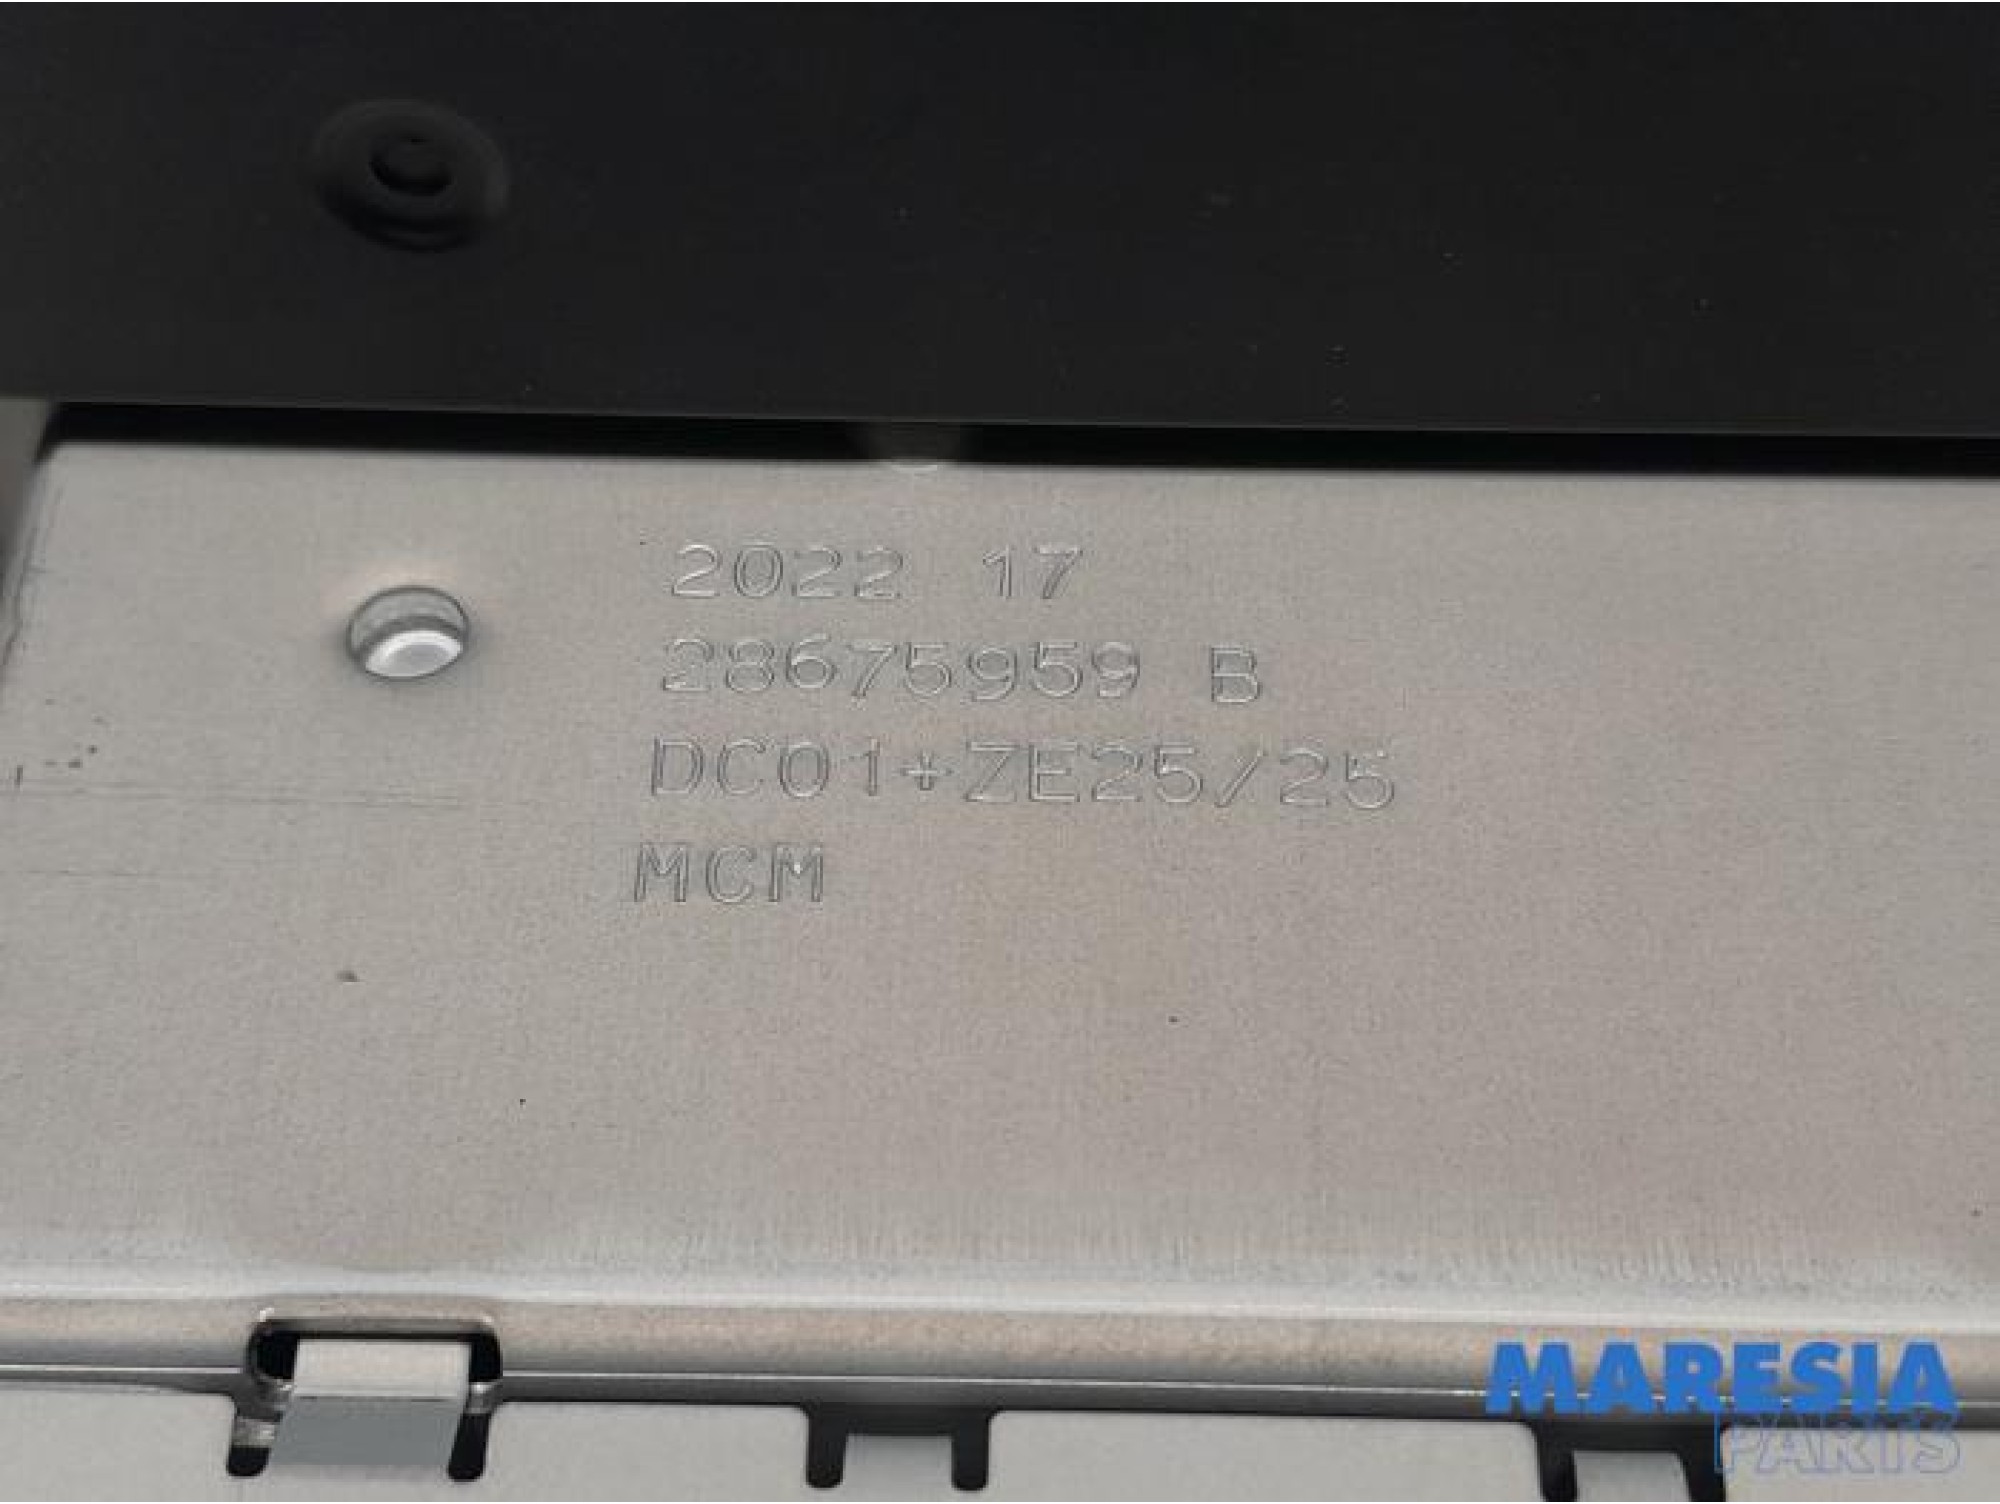 2022 17
28675959 B
DC01+ZE25/25
MCM
MARESIA
PARTS